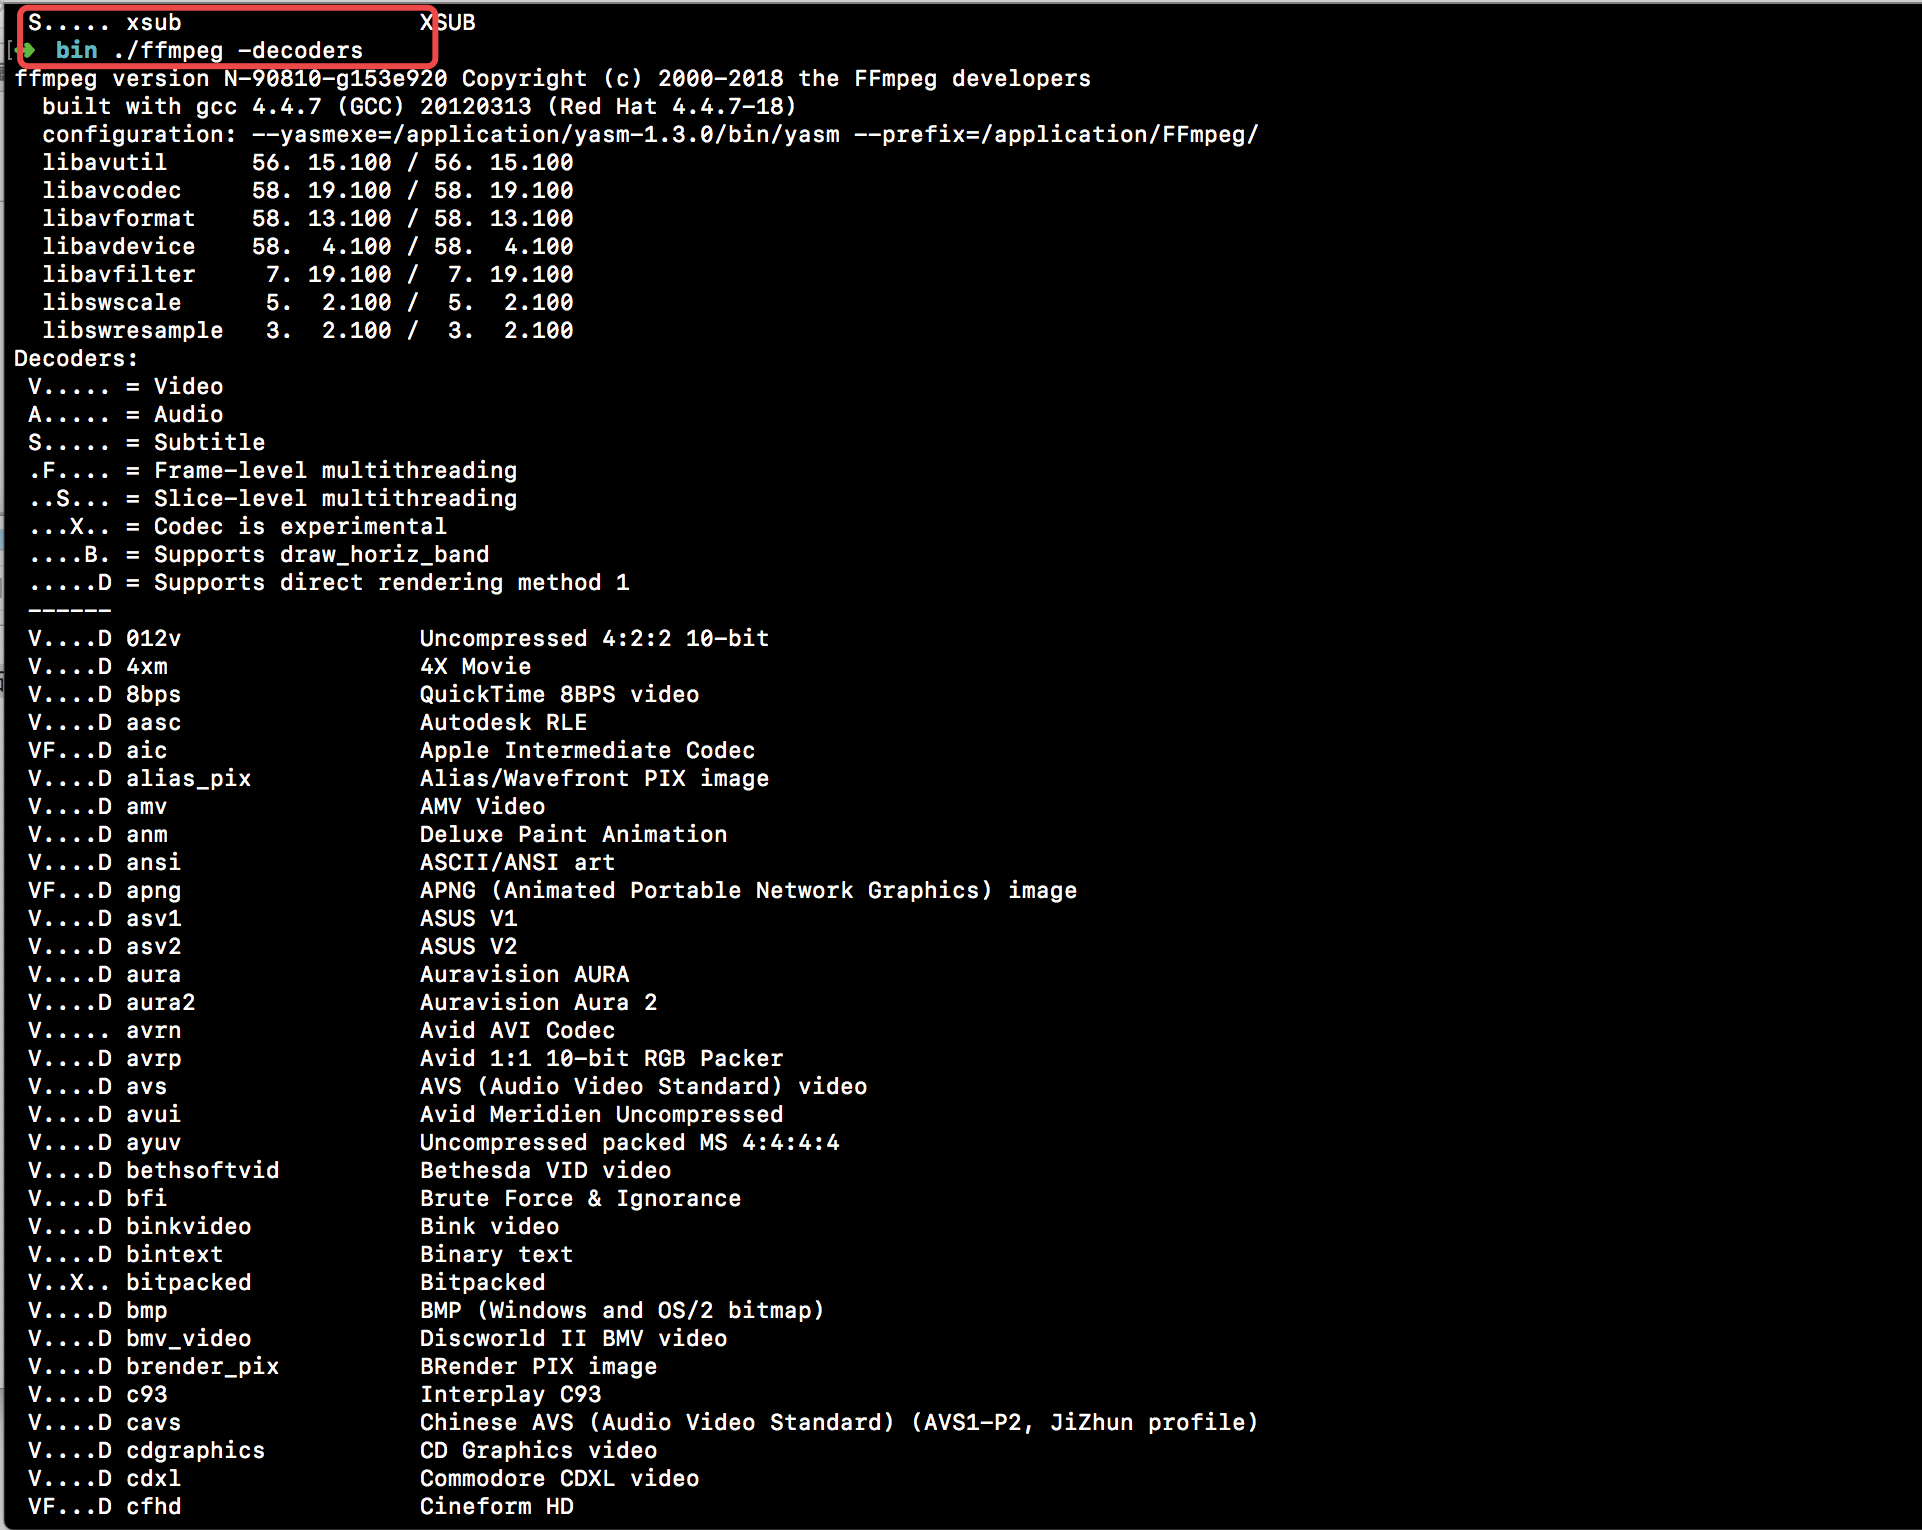 S..... xsub                 XSUB
[➜  bin ./ffmpeg -decoders
ffmpeg version N-90810-g153e920 Copyright (c) 2000-2018 the FFmpeg developers
  built with gcc 4.4.7 (GCC) 20120313 (Red Hat 4.4.7-18)
  configuration: --yasmexe=/application/yasm-1.3.0/bin/yasm --prefix=/application/FFmpeg/
  libavutil      56. 15.100 / 56. 15.100
  libavcodec     58. 19.100 / 58. 19.100
  libavformat    58. 13.100 / 58. 13.100
  libavdevice    58.  4.100 / 58.  4.100
  libavfilter     7. 19.100 /  7. 19.100
  libswscale      5.  2.100 /  5.  2.100
  libswresample   3.  2.100 /  3.  2.100
Decoders:
 V..... = Video
 A..... = Audio
 S..... = Subtitle
 .F.... = Frame-level multithreading
 ..S... = Slice-level multithreading
 ...X.. = Codec is experimental
 ....B. = Supports draw_horiz_band
 .....D = Supports direct rendering method 1
 ------
 V....D 012v                 Uncompressed 4:2:2 10-bit
 V....D 4xm                  4X Movie
 V....D 8bps                 QuickTime 8BPS video
 V....D aasc                 Autodesk RLE
 VF...D aic                  Apple Intermediate Codec
 V....D alias_pix            Alias/Wavefront PIX image
 V....D amv                  AMV Video
 V....D anm                  Deluxe Paint Animation
 V....D ansi                 ASCII/ANSI art
 VF...D apng                 APNG (Animated Portable Network Graphics) image
 V....D asv1                 ASUS V1
 V....D asv2                 ASUS V2
 V....D aura                 Auravision AURA
 V....D aura2                Auravision Aura 2
 V..... avrn                 Avid AVI Codec
 V....D avrp                 Avid 1:1 10-bit RGB Packer
 V....D avs                  AVS (Audio Video Standard) video
 V....D avui                 Avid Meridien Uncompressed
 V....D ayuv                 Uncompressed packed MS 4:4:4:4
 V....D bethsoftvid          Bethesda VID video
 V....D bfi                  Brute Force & Ignorance
 V....D binkvideo            Bink video
 V....D bintext              Binary text
 V..X.. bitpacked            Bitpacked
 V....D bmp                  BMP (Windows and OS/2 bitmap)
 V....D bmv_video            Discworld II BMV video
 V....D brender_pix          BRender PIX image
 V....D c93                  Interplay C93
 V....D cavs                 Chinese AVS (Audio Video Standard) (AVS1-P2, JiZhun profile)
 V....D cdgraphics           CD Graphics video
 V....D cdxl                 Commodore CDXL video
 VF...D cfhd                 Cineform HD